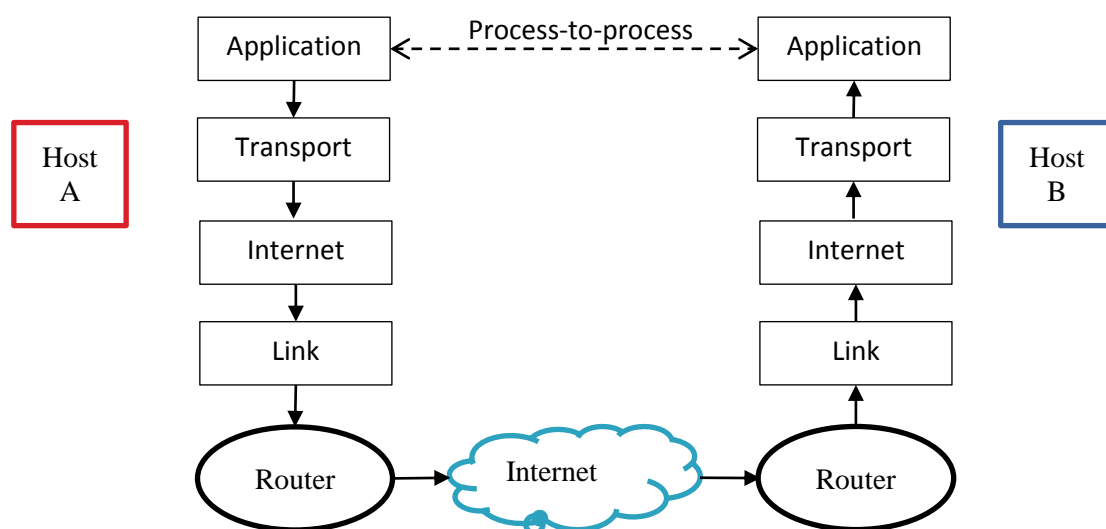 Process-to-process
Application
Application
Host
A
Transport
Transport
Host
B
Internet
Internet
Link
Link
Router
Internet
Router